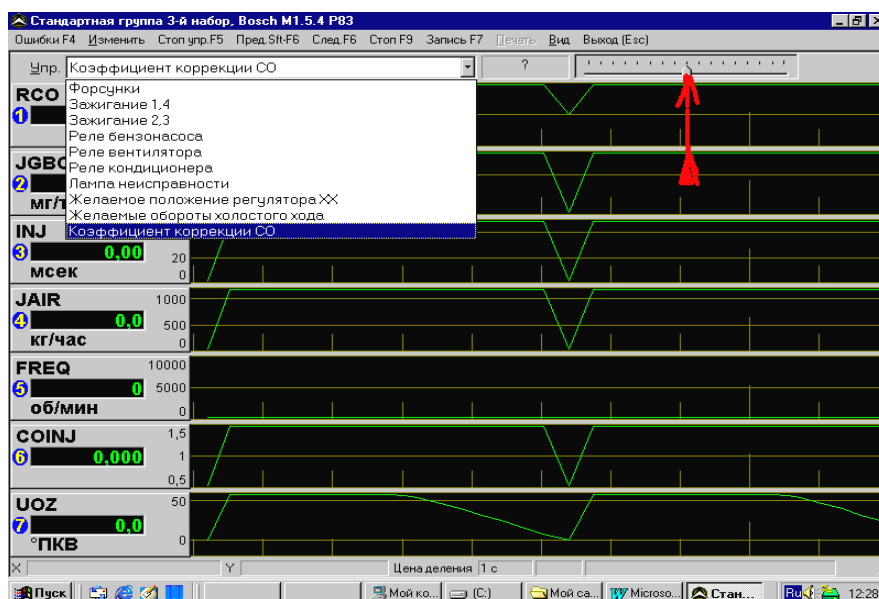 Стандартная группа 3-й набор, Bosch M1.5.4 P83
Ошибки F4 Изменить Стоп упр.F5 Пред.Sft-F6 След.F6 Стоп F9 Запись F7 Печать Вид Выход (Esc)
Упр. Коэффициент коррекции СО ?
Форсунки
Зажигание 1,4
Зажигание 2,3
Реле бензонасоса
Реле вентилятора
Реле кондиционера
Лампа неисправности
Желаемое положение регулятора ХХ
Желаемые обороты холостого хода
Коэффициент коррекции СО
RCO
1
2
INJ
3 0,00 20
мсек 0
JAIR 1000
4 0,0 500
кг/час 0
FREQ 10000
5 0 5000
об/мин 0
COINJ 1,5
6 0,000 1
0,5
UOZ 50
7 0,0
°ПКВ 0
X Y Цена деления 1 с
Пуск Мой ко... (C:) Мой са... Microso... Стан... Ru 12:28